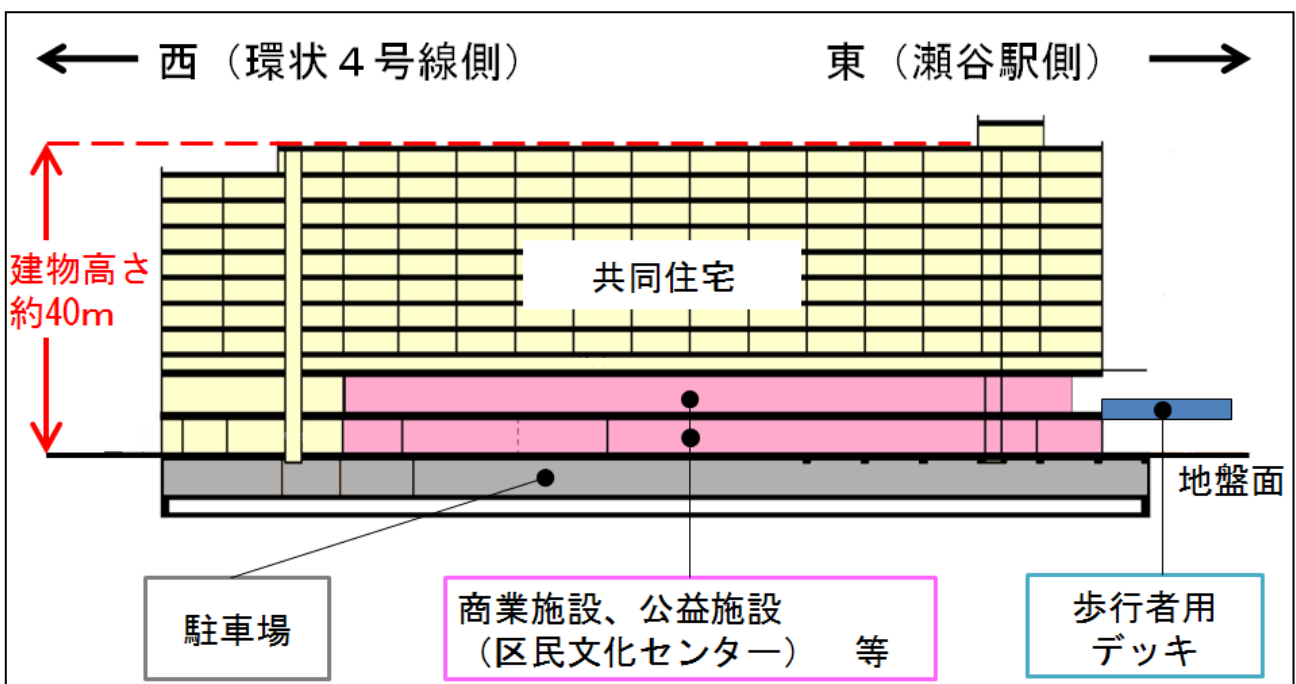 ← 西（環状４号線側）
東（瀬谷駅側） →
建物高さ
約40m
共同住宅
地盤面
駐車場
商業施設、公益施設
（区民文化センター）　等
歩行者用
デッキ